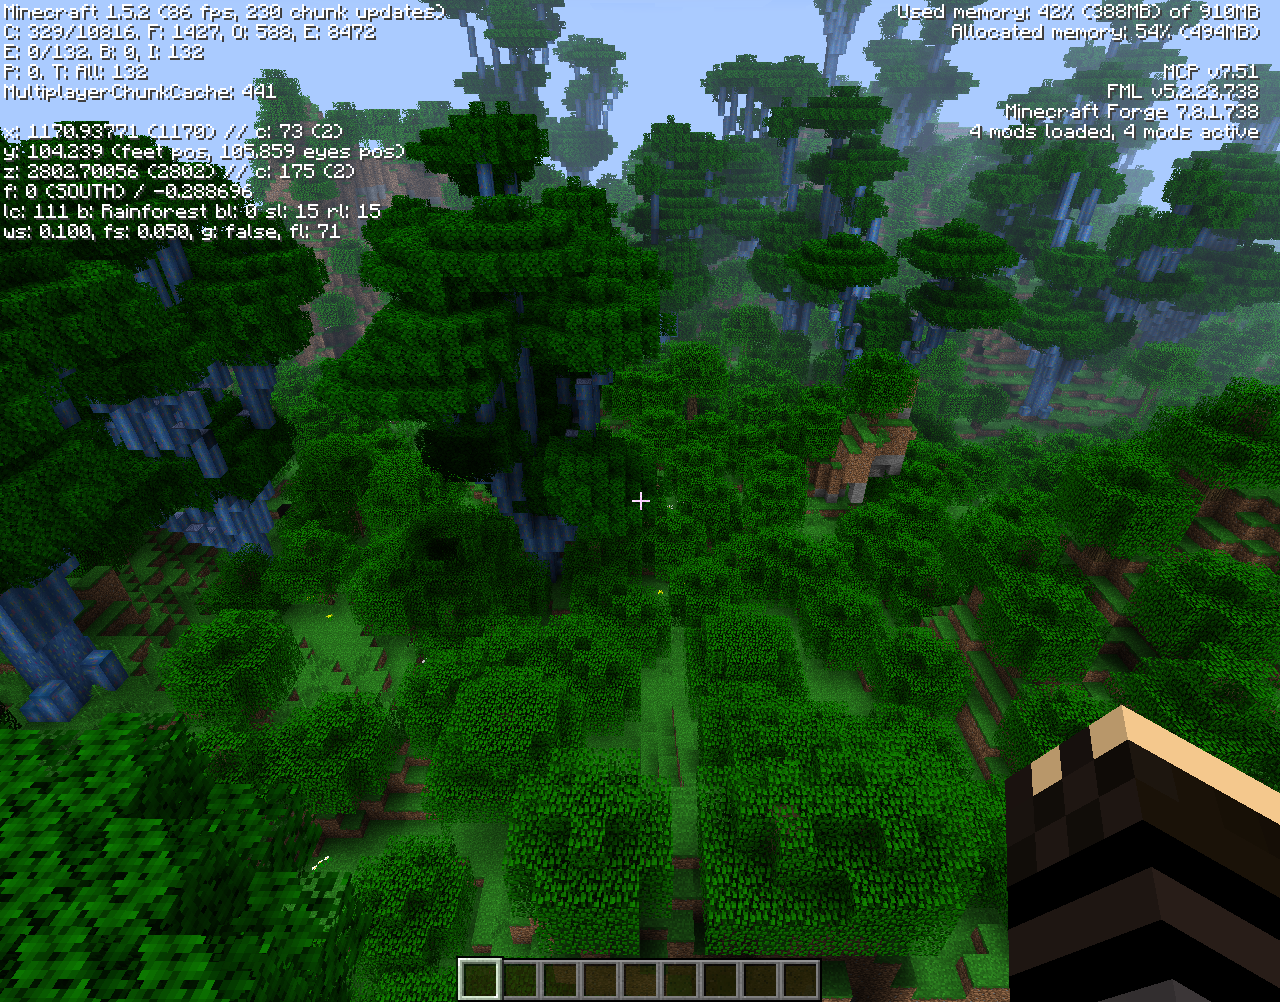 Minecraft 1.5.2 (86 fps, 230 chunk updates)
C: 329/10816, F: 1427, O: 588, E: 8472
E: 0/132. B: 0, I: 132
P: 0. T: All: 132
MultiplayerChunkCache: 441
x: 1170.93771 (1170) // c: 73 (2)
y: 104.239 (feet pos, 105.859 eyes pos)
z: 2802.70056 (2802) // c: 175 (2)
f: 0 (SOUTH) / -0.288696
lc: 111 b: Rainforest bl: 0 sl: 15 rl: 15
ws: 0.100, fs: 0.050, g: false, fl: 71
Used memory: 42% (388MB) of 910MB
Allocated memory: 54% (494MB)
MCP v7.51
FML v5.2.23.738
Minecraft Forge 7.8.1.738
4 mods loaded, 4 mods active